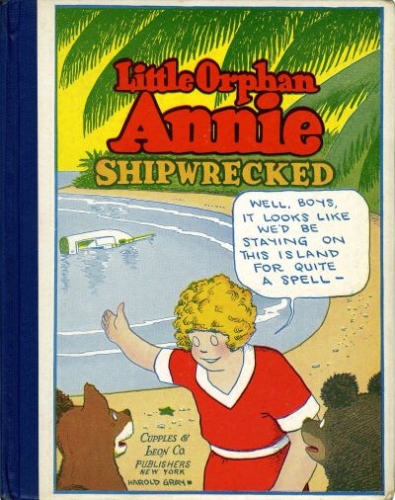 Little Orphan
Annie
SHIPWRECKED
WELL, BOYS,
IT LOOKS LIKE
WE'D BE
STAYING ON
THIS ISLAND
FOR QUITE
A SPELL—
CUPPLES &
LEON CO.
PUBLISHERS
NEW YORK
HAROLD GRAY